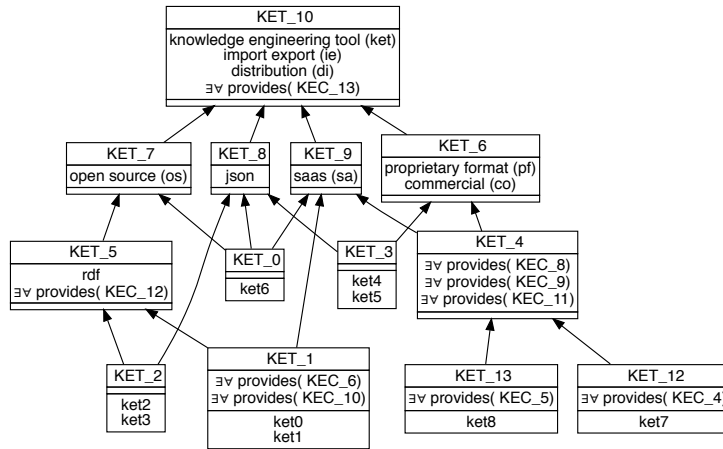 KET_10
knowledge engineering tool (ket)
import export (ie)
distribution (di)
∃∀ provides( KEC_13)
KET_7
open source (os)
KET_8
json
KET_9
saas (sa)
KET_6
proprietary format (pf)
commercial (co)
KET_5
rdf
∃∀ provides( KEC_12)
KET_0
ket6
KET_3
ket4
ket5
KET_4
∃∀ provides( KEC_8)
∃∀ provides( KEC_9)
∃∀ provides( KEC_11)
KET_2
ket2
ket3
KET_1
∃∀ provides( KEC_6)
∃∀ provides( KEC_10)
ket0
ket1
KET_13
∃∀ provides( KEC_5)
ket8
KET_12
∃∀ provides( KEC_4)
ket7